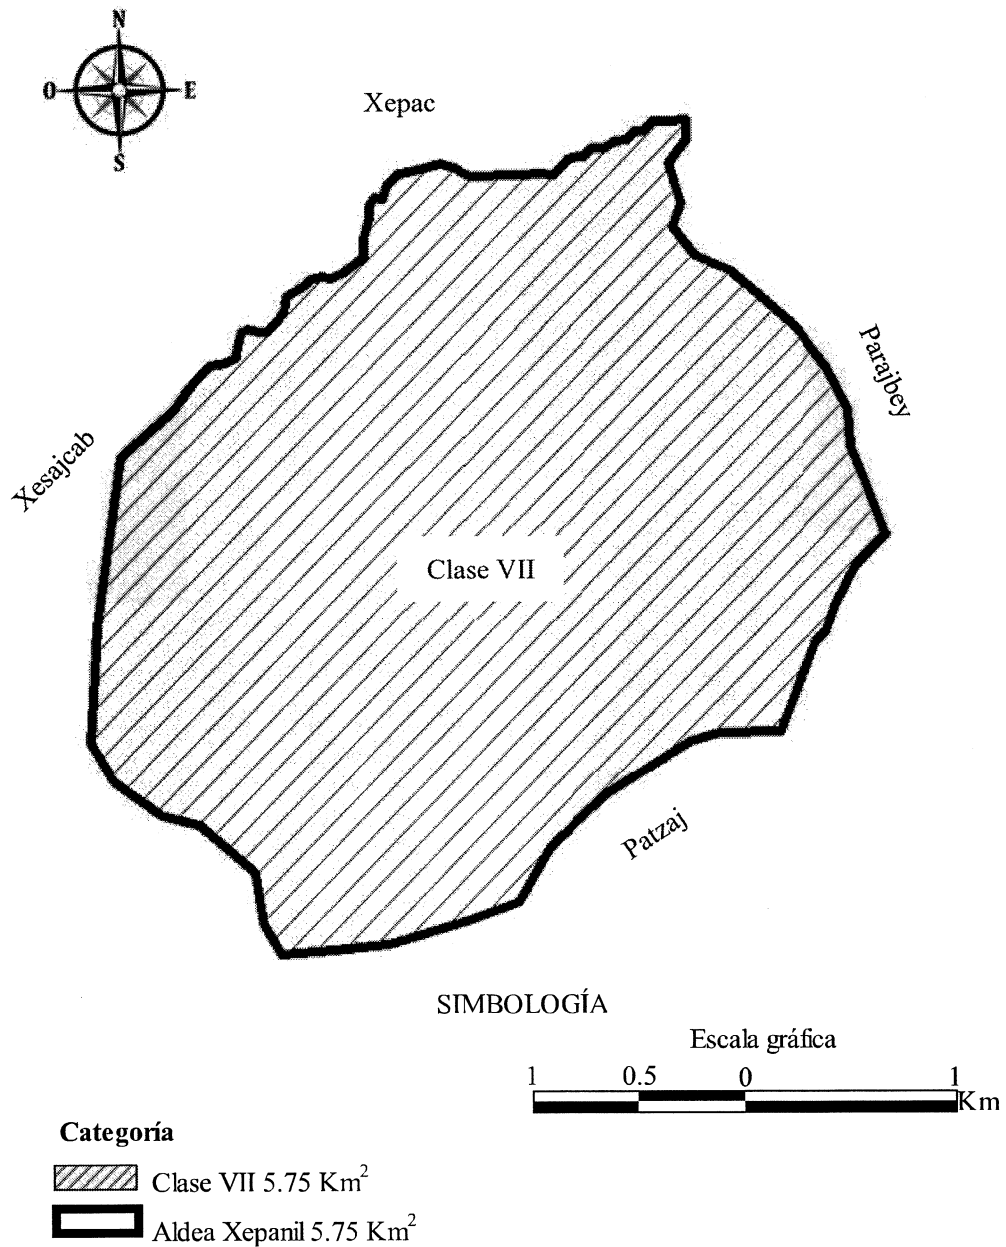 N
O E
S
Xepac
Parajbey
Xesajcab
Clase VII
Patzaj
SIMBOLOGÍA
Escala gráfica
1 0.5 0 1
Km
Categoría
Clase VII 5.75 Km²
Aldea Xepanil 5.75 Km²